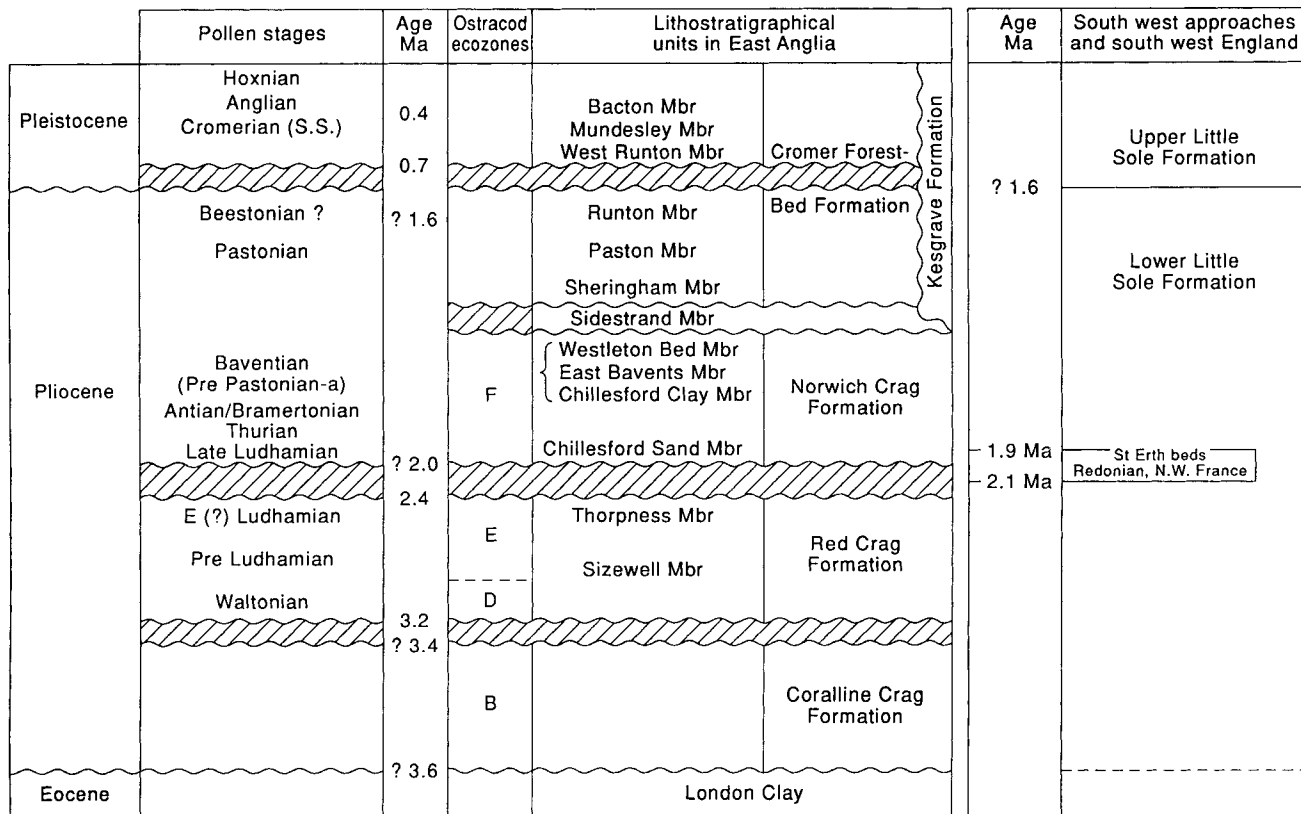 Pollen stages
Age
Ma
Ostracod
ecozones
Lithostratigraphical
units in East Anglia
Age
Ma
South west approaches
and south west England
Pleistocene
Hoxnian
Anglian
Cromerian (S.S.)
0.4
0.7
Bacton Mbr
Mundesley Mbr
West Runton Mbr
Cromer Forest-
Bed Formation
Kesgrave Formation
? 1.6
Upper Little
Sole Formation
Pliocene
Beestonian ?
Pastonian
? 1.6
Runton Mbr
Paston Mbr
Sheringham Mbr
Sidestrand Mbr
Lower Little
Sole Formation
Baventian
(Pre Pastonian-a)
Antian/Bramertonian
Thurian
Late Ludhamian
? 2.0
2.4
F
Westleton Bed Mbr
East Bavents Mbr
Chillesford Clay Mbr
Chillesford Sand Mbr
Norwich Crag
Formation
1.9 Ma
2.1 Ma
St Erth beds
Redonian, N.W. France
E (?) Ludhamian
Pre Ludhamian
Waltonian
3.2
? 3.4
E
D
Thorpness Mbr
Sizewell Mbr
Red Crag
Formation
B
Coralline Crag
Formation
? 3.6
Eocene
London Clay